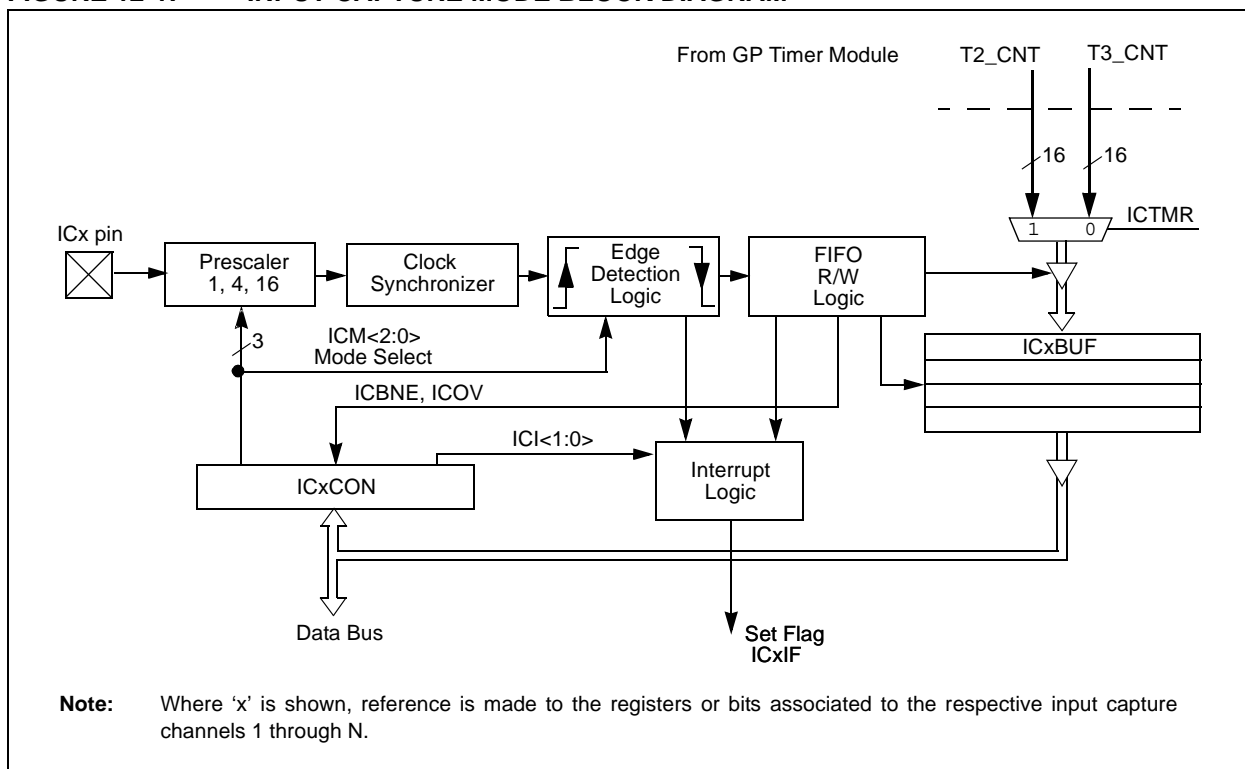 From GP Timer Module
T2_CNT
T3_CNT
16
16
1 0
ICTMR
ICx pin
Prescaler
1, 4, 16
Clock
Synchronizer
Edge
Detection
Logic
FIFO
R/W
Logic
3
ICM<2:0>
Mode Select
ICxBUF
ICBNE, ICOV
ICI<1:0>
ICxCON
Interrupt
Logic
Data Bus
Set Flag
ICxIF
Note: Where ‘x’ is shown, reference is made to the registers or bits associated to the respective input capture
channels 1 through N.